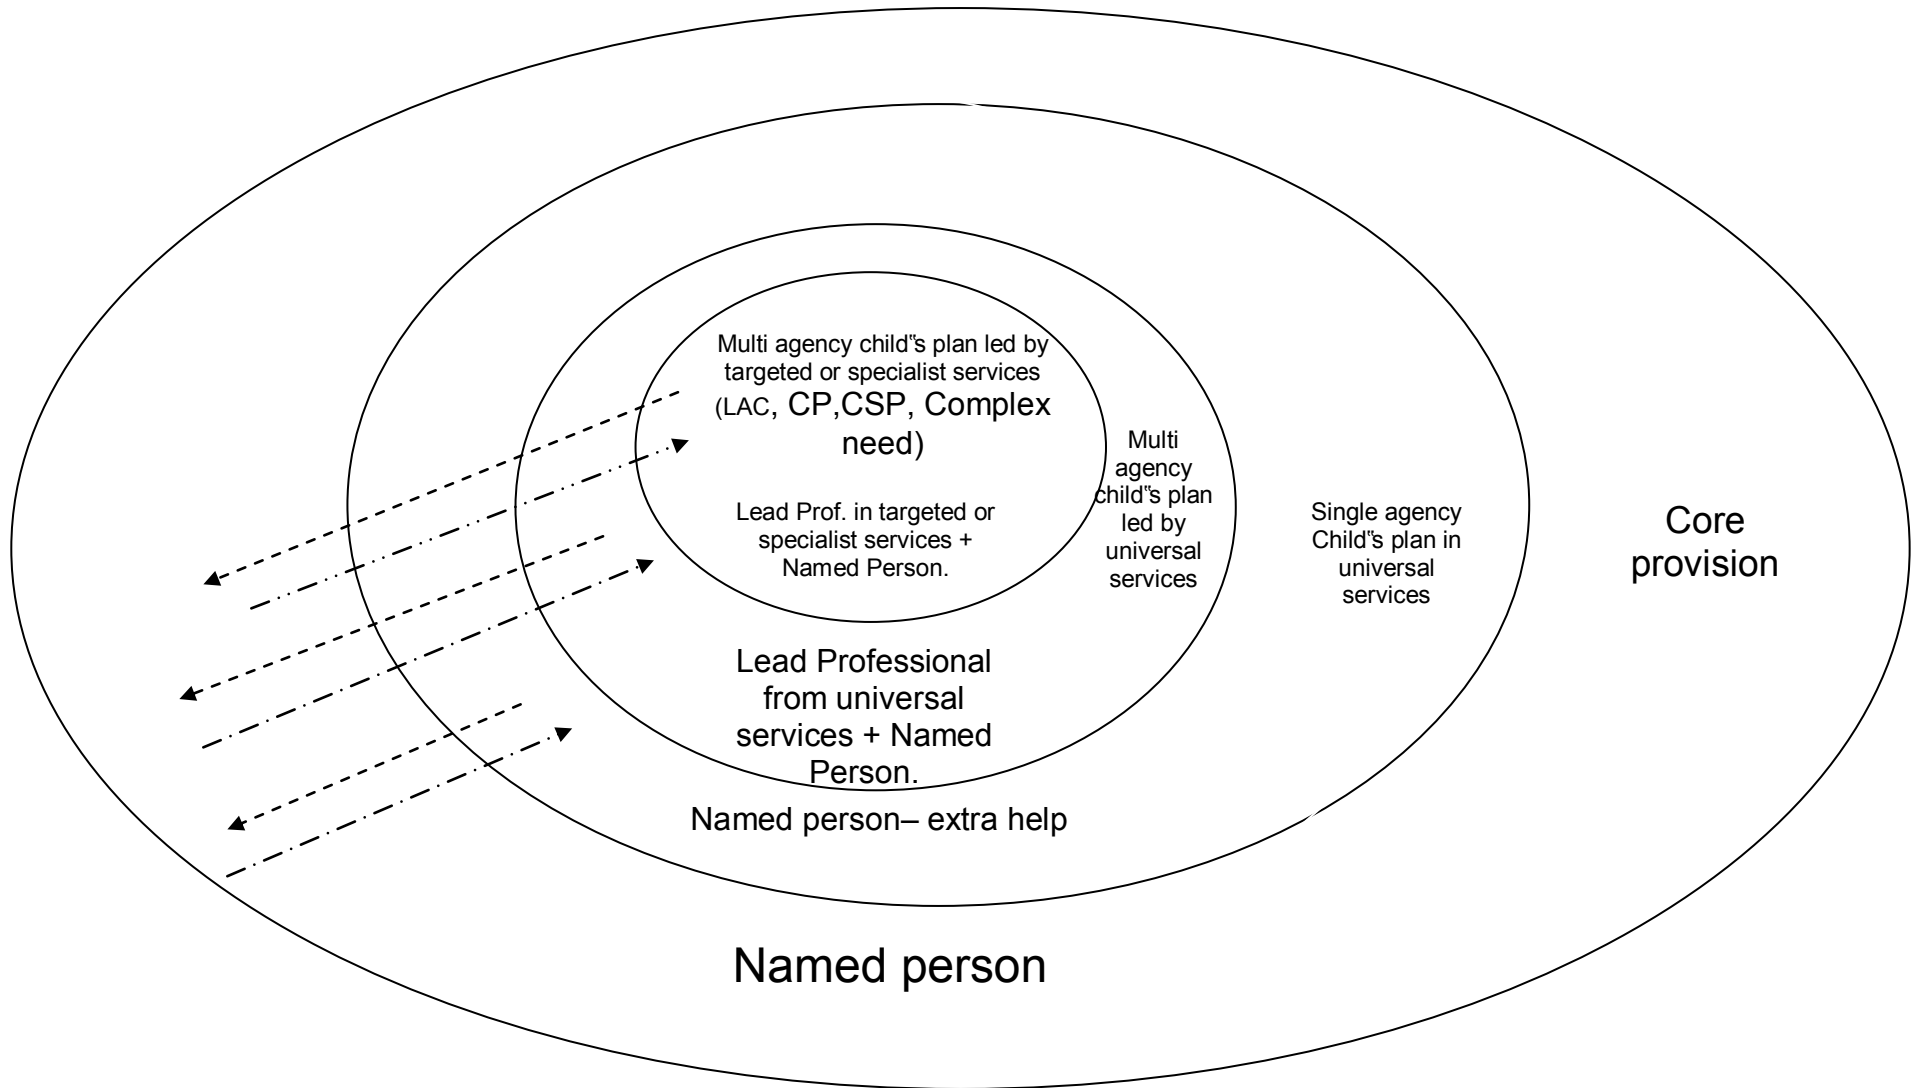 Multi agency child‟s plan led by
targeted or specialist services
(LAC, CP,CSP, Complex
need)
Lead Prof. in targeted or
specialist services +
Named Person.
Multi
agency
child‟s plan
led by
universal
services
Single agency
Child‟s plan in
universal
services
Core
provision
Lead Professional
from universal
services + Named
Person.
Named person– extra help
Named person